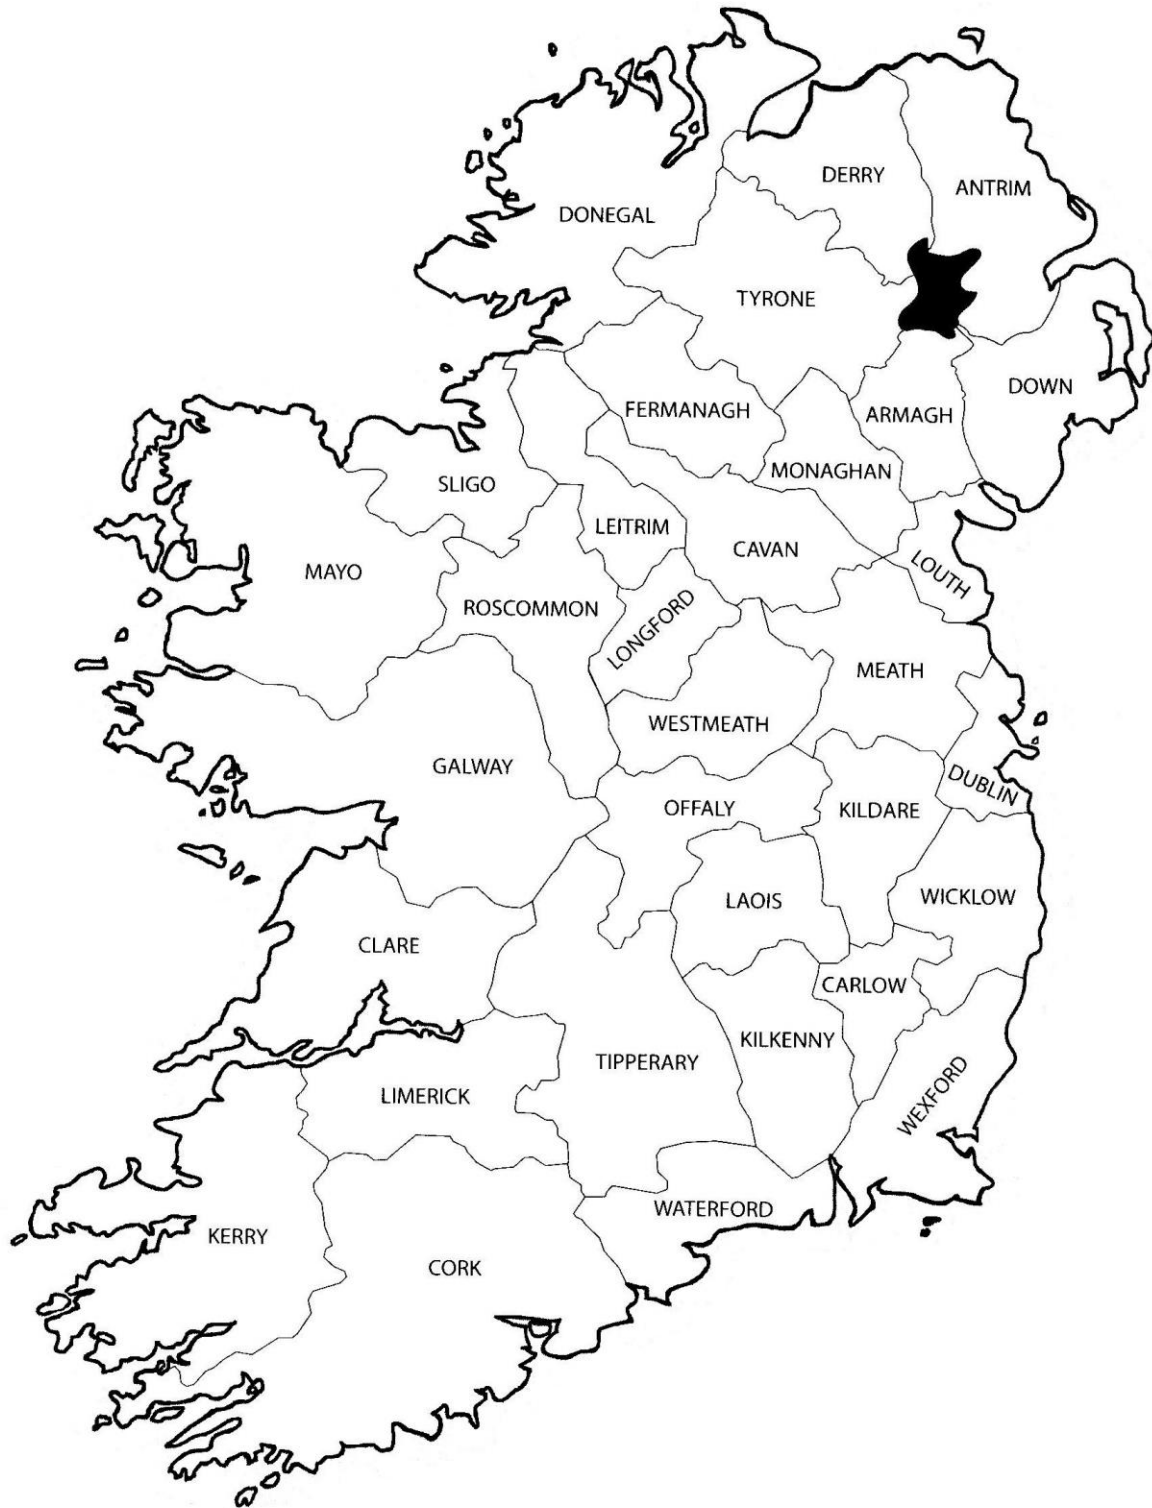 DERRY
ANTRIM
DONEGAL
TYRONE
DOWN
FERMANAGH
ARMAGH
MONAGHAN
SLIGO
LEITRIM
CAVAN
MAYO
LOUTH
ROSCOMMON
LONGFORD
MEATH
WESTMEATH
GALWAY
DUBLIN
OFFALY
KILDARE
LAOIS
WICKLOW
CLARE
CARLOW
KILKENNY
TIPPERARY
LIMERICK
WEXFORD
WATERFORD
KERRY
CORK